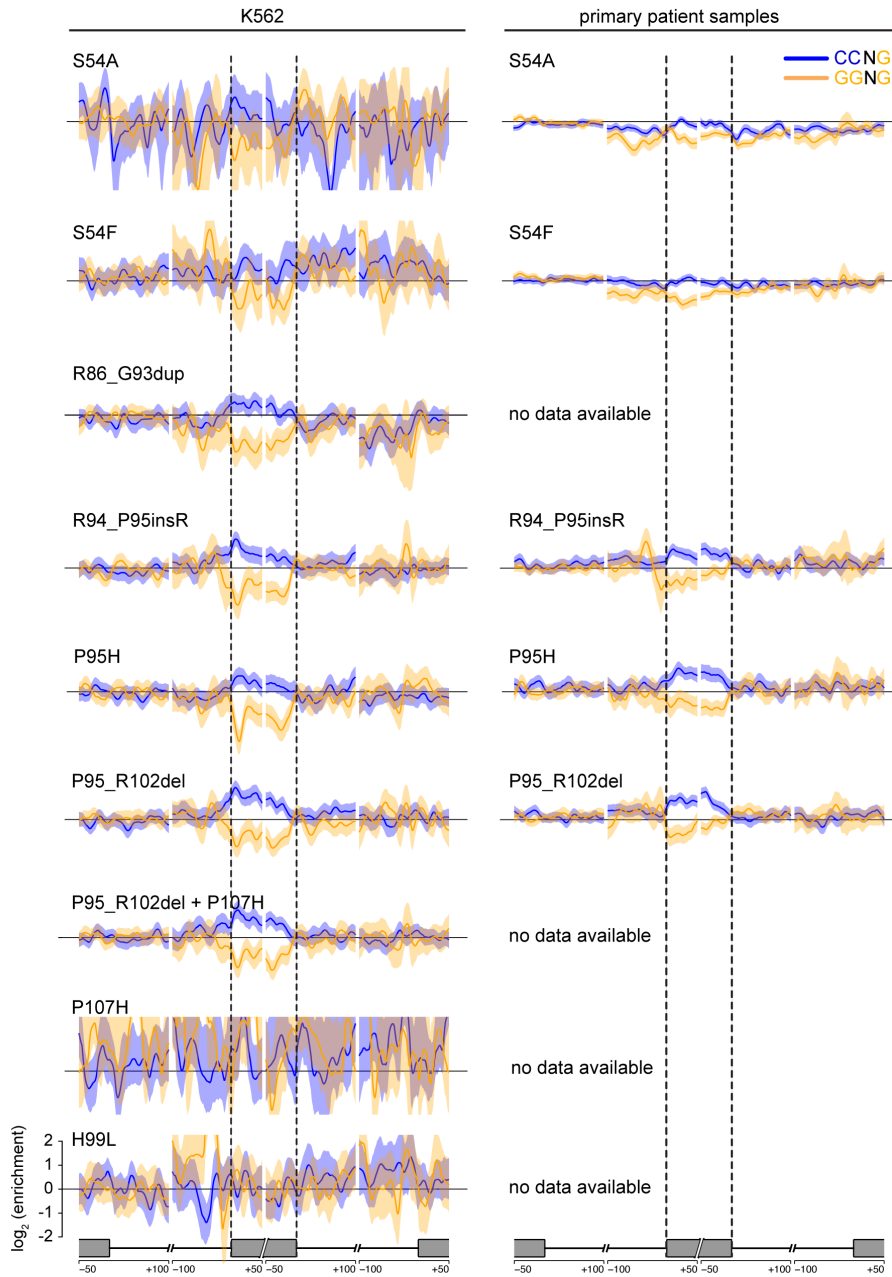 K562 primary patient samples
S54A S54A CCNG
GGNG
S54F S54F
R86_G93dup
no data available
R94_P95insR R94_P95insR
P95H P95H
P95_R102del P95_R102del
P95_R102del + P107H
no data available
P107H
no data available
H99L
no data available
log2 (enrichment)
2
1
0
-1
-2
−50 +100 −100 +50 −50 +100 −100 +50 −50 +100 −100 +50 −50 +100 −100 +50